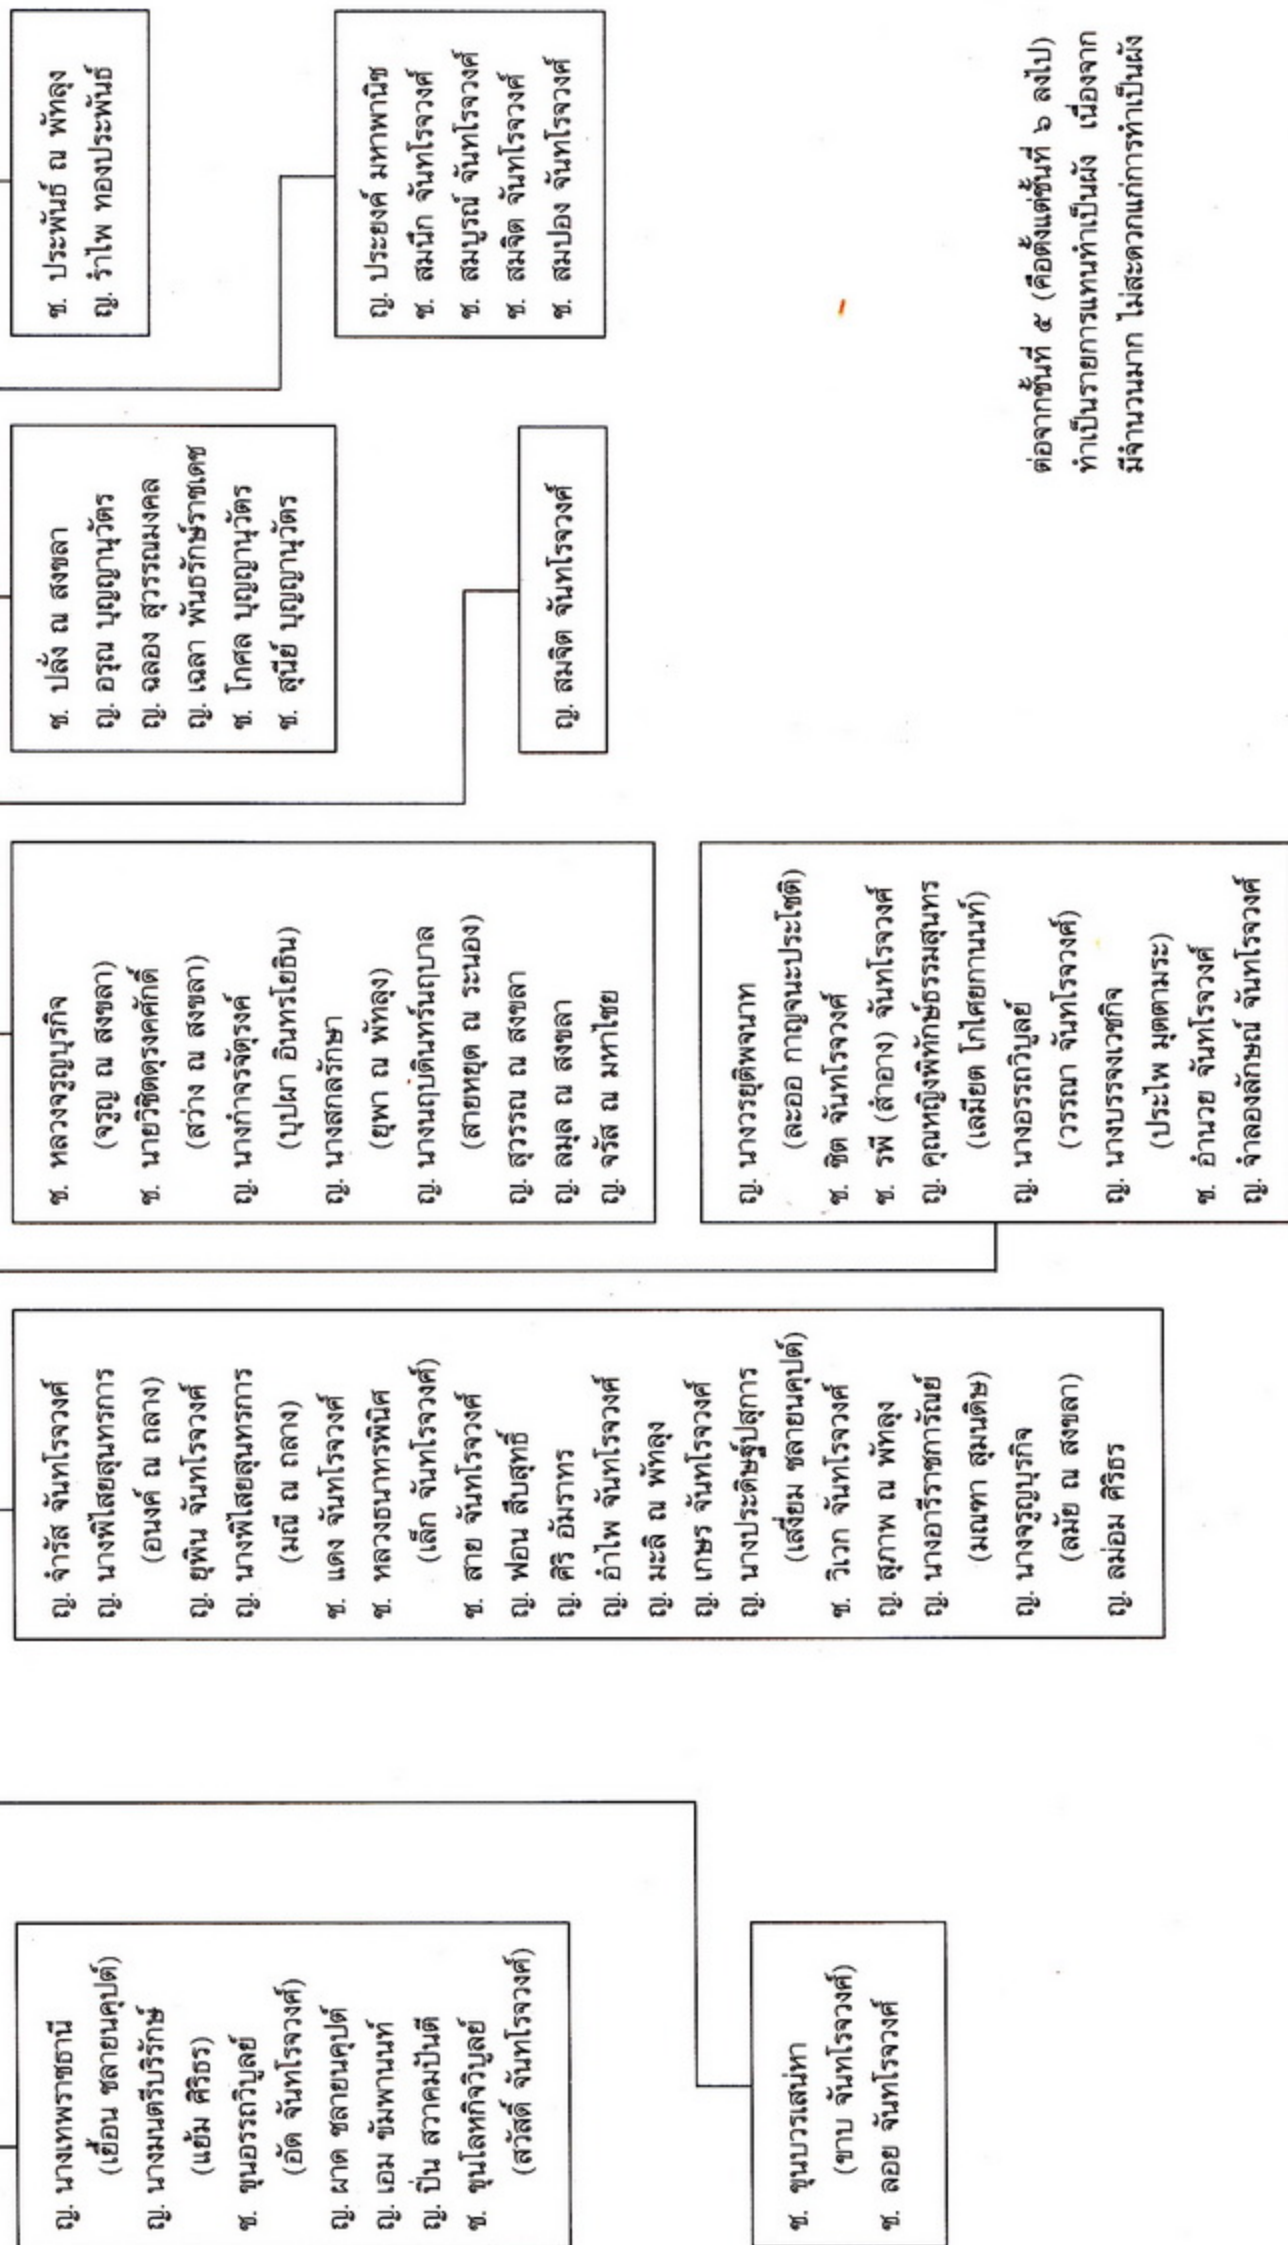 ญ. นางเทพราชธานี
(เยื้อน ชลายนคุปต์)
ญ. นางมนตรีบริรักษ์
(แย้ม ศิริธร)
ช. ขุนอรรถวิบูลย์
(อัด จันทโรจวงศ์)
ญ. ผาด ชลายนคุปต์
ญ. เอม ขัมพานนท์
ญ. ปิ่น สวาคมปันตี
ช. ขุนโลหกิจวิบูลย์
(สวัสดิ์ จันทโรจวงศ์)
ช. ขุนบวรเสน่หา
(ขาบ จันทโรจวงศ์)
ช. ลอย จันทโรจวงศ์
ญ. จำรัส จันทโรจวงศ์
ญ. นางพิไสยสุนทรการ
(อนงค์ ณ ถลาง)
ญ. ยุพิน จันทโรจวงศ์
ญ. นางพิไสยสุนทรการ
(มณี ณ ถลาง)
ช. แดง จันทโรจวงศ์
ช. หลวงธนาทรพินิศ
(เล็ก จันทโรจวงศ์)
ช. สาย จันทโรจวงศ์
ญ. ฟอน สืบสุทธิ์
ญ. ศิริ อัมราทร
ญ. อำไพ จันทโรจวงศ์
ญ. มะลิ ณ พัทลุง
ญ. เกษร จันทโรจวงศ์
ญ. นางประดิษฐ์ปสุการ
(เสงี่ยม ชลายนคุปต์)
ช. วิเวก จันทโรจวงศ์
ญ. สุภาพ ณ พัทลุง
ญ. นางอารีราชการัณย์
(มณฑา สุมนดิษ)
ญ. นางจรูญบุรกิจ
(ลมัย ณ สงขลา)
ญ. ลม่อม ศิริธร
ช. หลวงจรูญบุรกิจ
(จรูญ ณ สงขลา)
ช. นายวิชิตดุรงคศักดิ์
(สว่าง ณ สงขลา)
ญ. นางกำจรจัตุรงค์
(บุปผา อินทรโยธิน)
ญ. นางสกลรักษา
(ยุพา ณ พัทลุง)
ญ. นางนฤบดินทร์นฤบาล
(สายหยุด ณ ระนอง)
ญ. สุวรรณ ณ สงขลา
ญ. ลมุล ณ สงขลา
ญ. จรัส ณ มหาไชย
ญ. นางวรยุติพจนาท
(ละออ กาญจนะประโชติ)
ช. ชิต จันทโรจวงศ์
ช. รพี (สำอาง) จันทโรจวงศ์
ญ. คุณหญิงพิทักษ์ธรรมสุนทร
(เลมียด โกไศยกานนท์)
ญ. นางอรรถวิบูลย์
(วรรณา จันทโรจวงศ์)
ญ. นางบรรจงเวชกิจ
(ประไพ มุตตามระ)
ช. อำนวย จันทโรจวงศ์
ญ. จำลองลักษณ์ จันทโรจวงศ์
ช. ปลั่ง ณ สงขลา
ญ. อรุณ บุญญานุวัตร
ญ. ฉลอง สุวรรณมงคล
ญ. เฉลา พันธรักษ์ราชเดช
ช. โกศล บุญญานุวัตร
ช. สุนีย์ บุญญานุวัตร
ญ. สมจิต จันทโรจวงศ์
ช. ประพันธ์ ณ พัทลุง
ญ. รำไพ ทองประพันธ์
ญ. ประยงค์ มหาพานิช
ช. สมนึก จันทโรจวงศ์
ช. สมบูรณ์ จันทโรจวงศ์
ช. สมจิต จันทโรจวงศ์
ช. สมปอง จันทโรจวงศ์
ต่อจากชั้นที่ ๕ (คือตั้งแต่ชั้นที่ ๖ ลงไป)
ทำเป็นรายการแทนทำเป็นผัง เนื่องจาก
มีจำนวนมาก ไม่สะดวกแก่การทำเป็นผัง